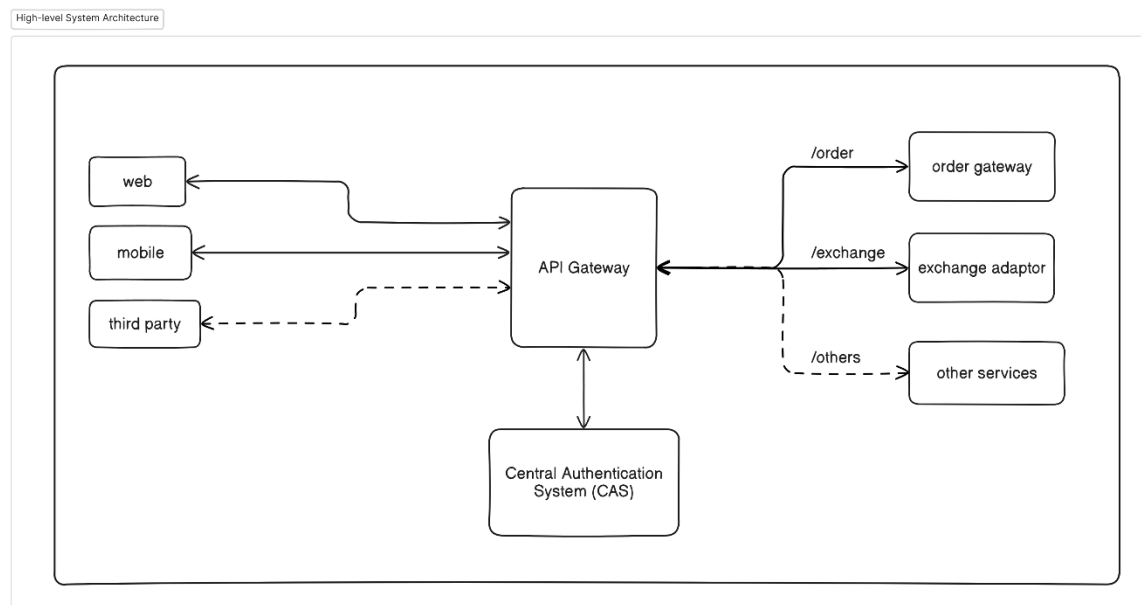 High-level System Architecture
web
mobile
third party
API Gateway
Central Authentication
System (CAS)
/order
order gateway
/exchange
exchange adaptor
/others
other services